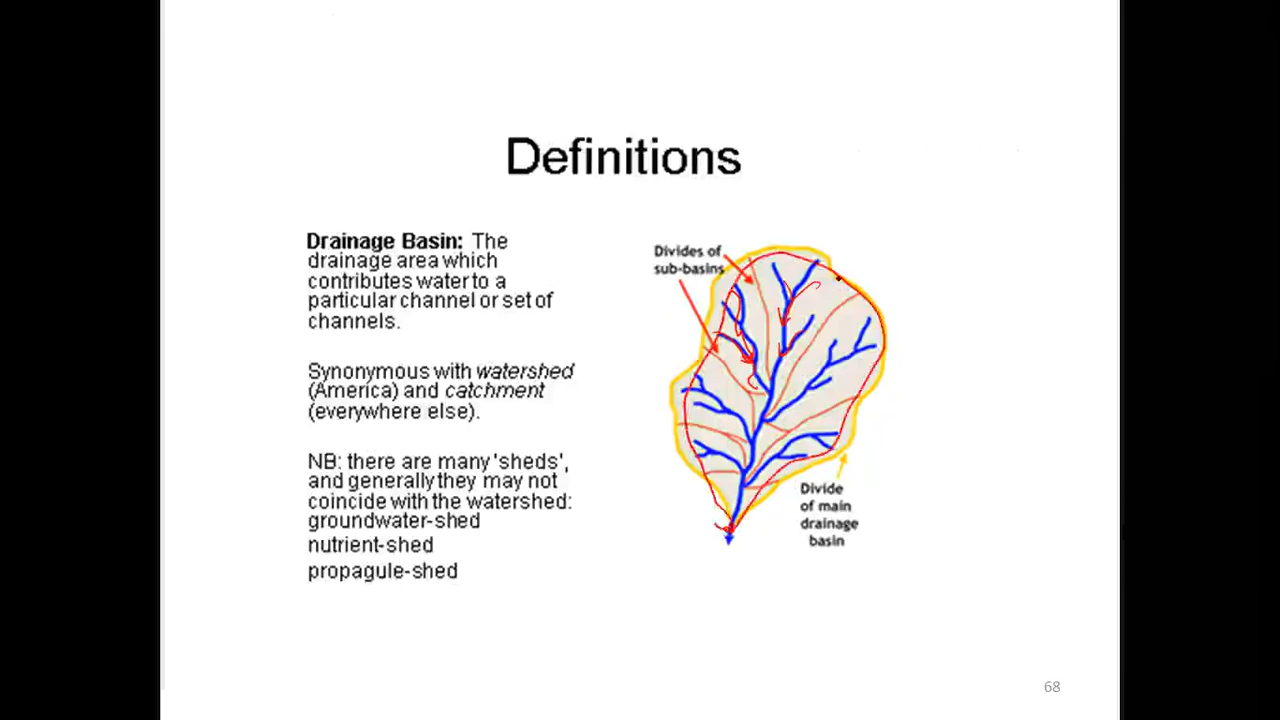 Definitions
Drainage Basin: The
drainage area which
contributes water to a
particular channel or set of
channels.
Synonymous with watershed
(America) and catchment
(everywhere else).
NB: there are many 'sheds',
and generally they may not
coincide with the watershed:
groundwater-shed
nutrient-shed
propagule-shed
Divides of
sub-basins
Divide
of main
drainage
basin
68